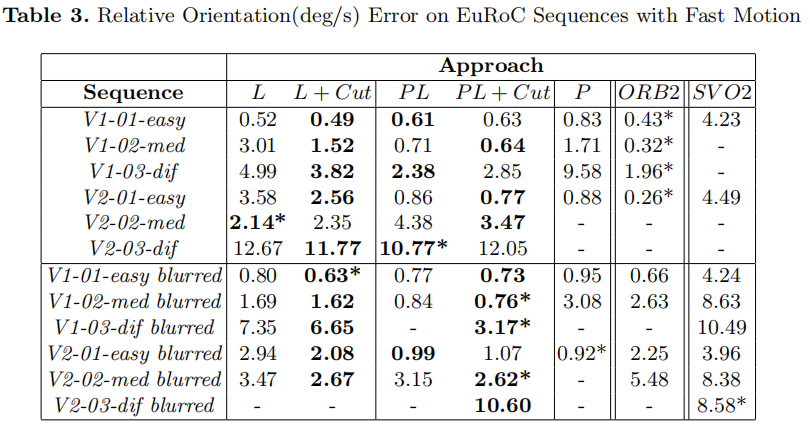 Table 3. Relative Orientation(deg/s) Error on EuRoC Sequences with Fast Motion
Approach
Sequence L L + Cut PL PL + Cut P ORB2 SVO2
V1-01-easy 0.52 0.49 0.61 0.63 0.83 0.43* 4.23
V1-02-med 3.01 1.52 0.71 0.64 1.71 0.32* -
V1-03-dif 4.99 3.82 2.38 2.85 9.58 1.96* -
V2-01-easy 3.58 2.56 0.86 0.77 0.88 0.26* 4.49
V2-02-med 2.14* 2.35 4.38 3.47 - - -
V2-03-dif 12.67 11.77 10.77* 12.05 - - -
V1-01-easy blurred 0.80 0.63* 0.77 0.73 0.95 0.66 4.24
V1-02-med blurred 1.69 1.62 0.84 0.76* 3.08 2.63 8.63
V1-03-dif blurred 7.35 6.65 - 3.17* - - 10.49
V2-01-easy blurred 2.94 2.08 0.99 1.07 0.92* 2.25 3.96
V2-02-med blurred 3.47 2.67 3.15 2.62* - 5.48 8.38
V2-03-dif blurred - - - 10.60 - - 8.58*